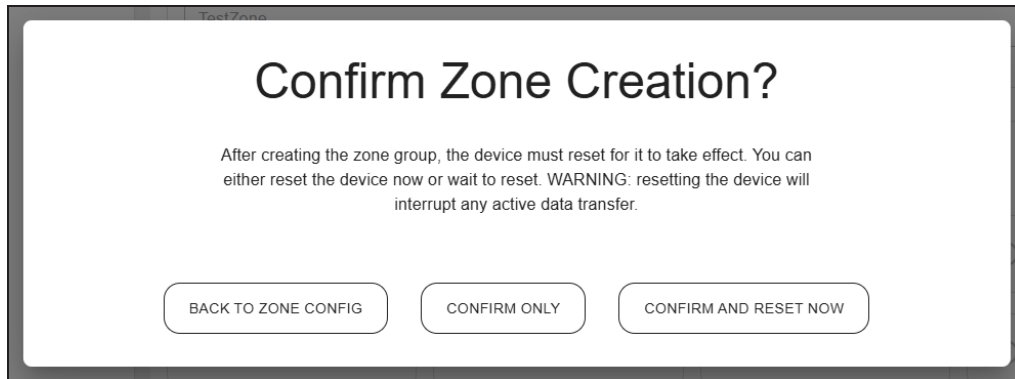 TestZone
Confirm Zone Creation?
After creating the zone group, the device must reset for it to take effect. You can
either reset the device now or wait to reset. WARNING: resetting the device will
interrupt any active data transfer.
BACK TO ZONE CONFIG
CONFIRM ONLY
CONFIRM AND RESET NOW